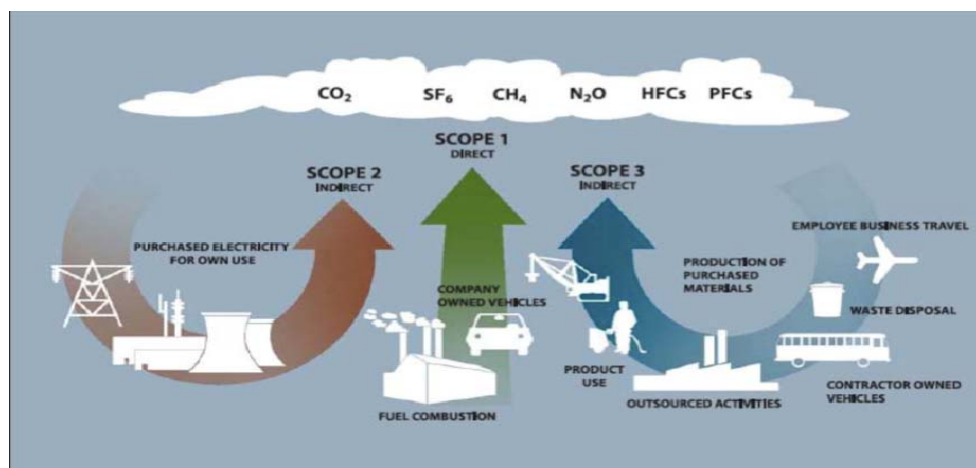 CO₂ SF₆ CH₄ N₂O HFCs PFCs
SCOPE 1
DIRECT
SCOPE 2
INDIRECT
SCOPE 3
INDIRECT
PURCHASED ELECTRICITY
FOR OWN USE
COMPANY
OWNED VEHICLES
FUEL COMBUSTION
PRODUCT
USE
PRODUCTION OF
PURCHASED
MATERIALS
OUTSOURCED ACTIVITIES
EMPLOYEE BUSINESS TRAVEL
WASTE DISPOSAL
CONTRACTOR OWNED
VEHICLES